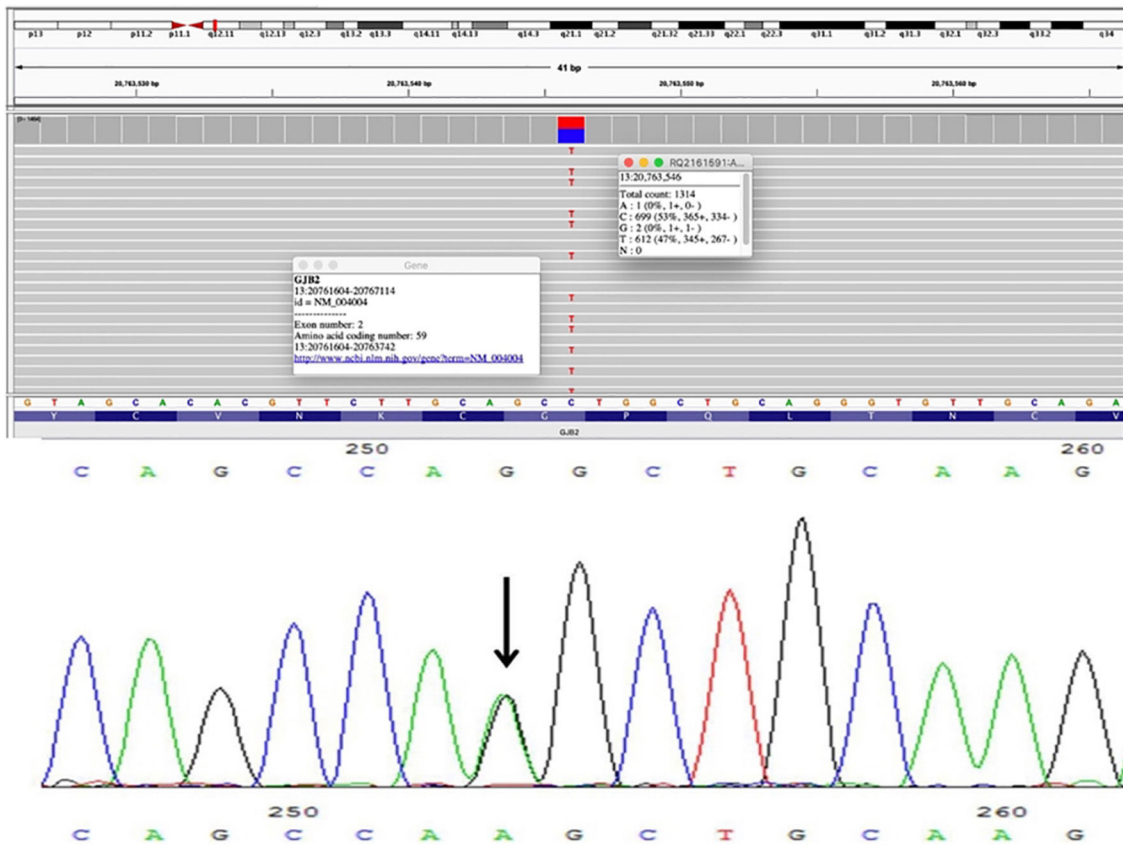 p13 p12 p11.2 p11.1 q12.11 q12.13 q12.3 q13.2 q13.3 q14.11 q14.13 q14.3 q21.1 q21.2 q21.32 q21.33 q22.1 q22.3 q31.1 q31.2 q31.3 q32.1 q32.3 q33.2 q34
41 bp
20,763,530 bp 20,763,540 bp 20,763,550 bp 20,763,560 bp
T
T
T
T
T
T
T
T
T
T
T
RQ2161591:A...
13:20,763,546
Total count: 1314
A : 1 (0%, 1+, 0- )
C : 699 (53%, 365+, 334- )
G : 2 (0%, 1+, 1- )
T : 612 (47%, 345+, 267- )
N : 0
Gene
GJB2
13:20761604-20767114
id = NM_004004
--------------
Exon number: 2
Amino acid coding number: 59
13:20761604-20763742
http://www.ncbi.nlm.nih.gov/gene?term=NM_004004
G T A G C A C A C G T T C T T G C A G C C T G G C T G C A G G G T G T T G C A G A
Y C V N K C G P Q L T N C V
GJB2
250 260
C A G C C A G G C T G C A A G
250 260
C A G C C A A G C T G C A A G